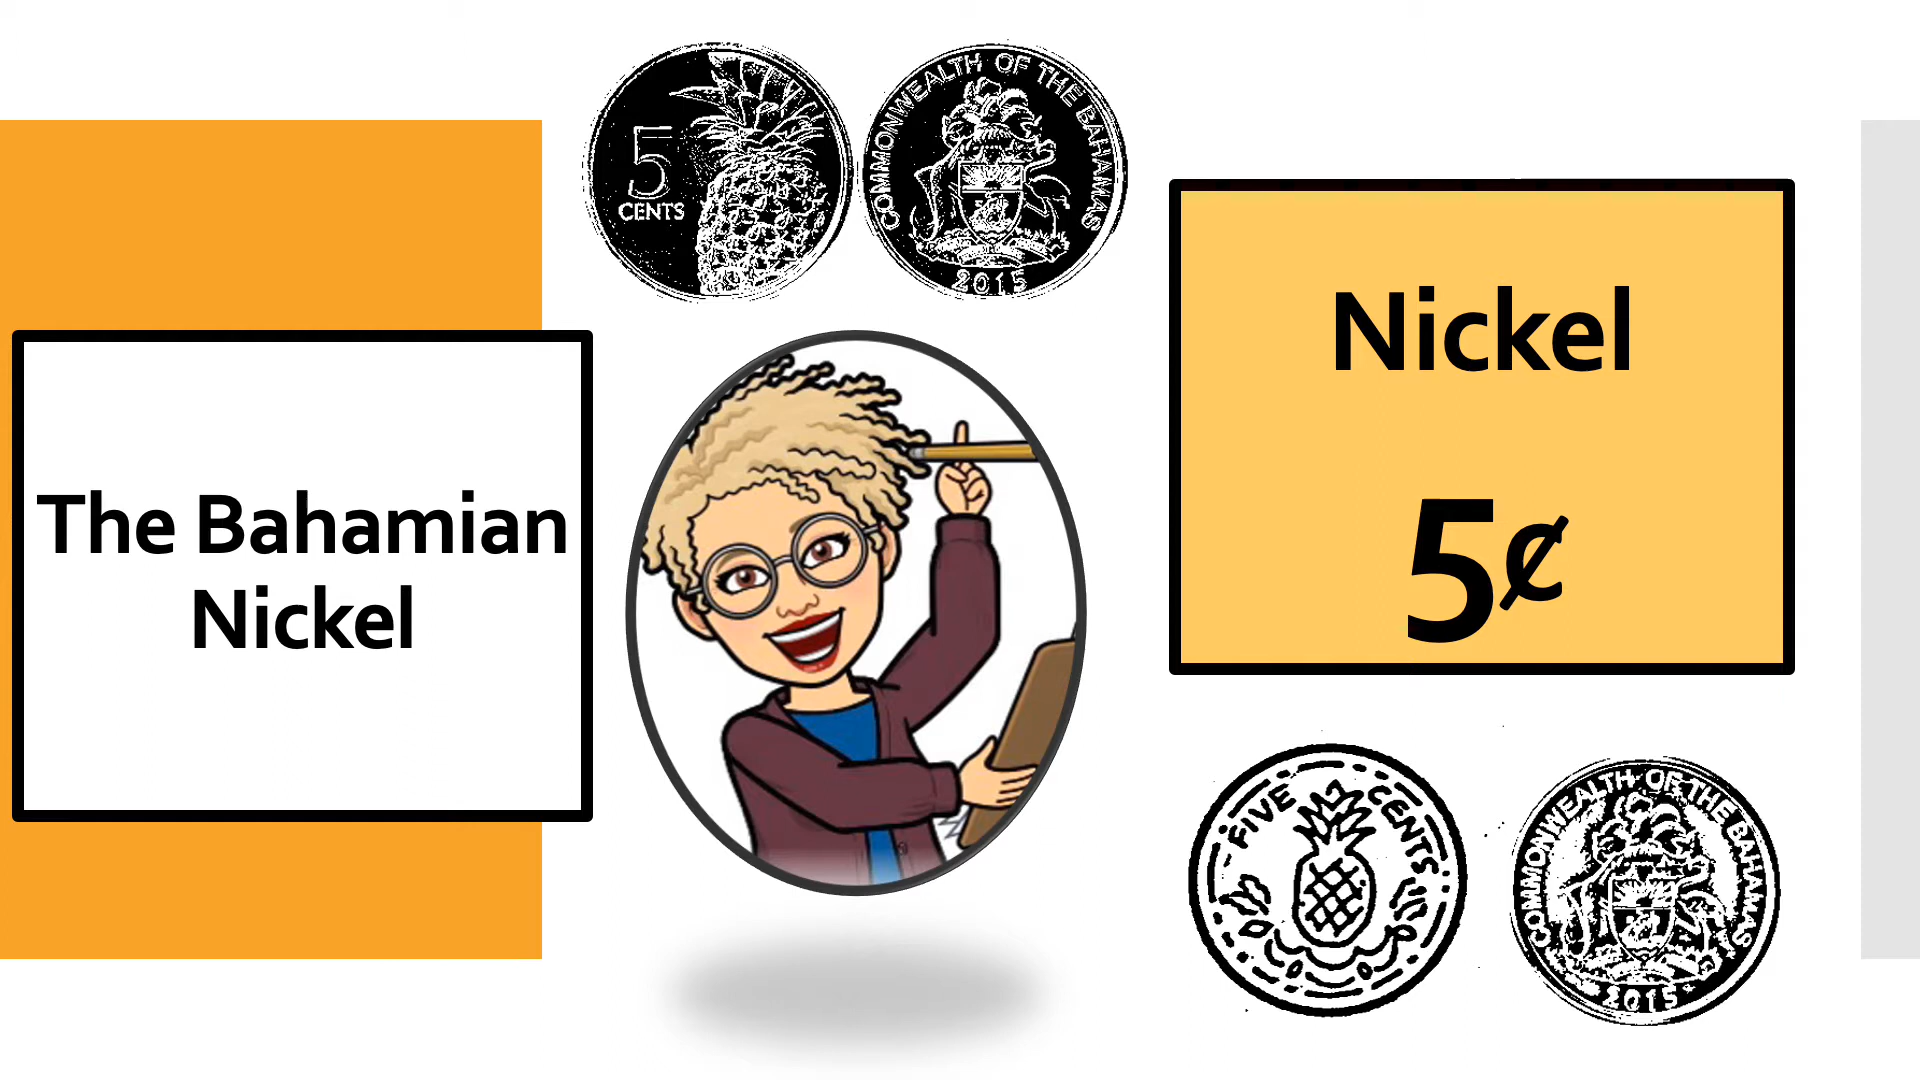 5
CENTS
COMMONWEALTH OF THE BAHAMAS
2015
The Bahamian
Nickel
Nickel
5¢
FIVE CENTS
COMMONWEALTH OF THE BAHAMAS
2015